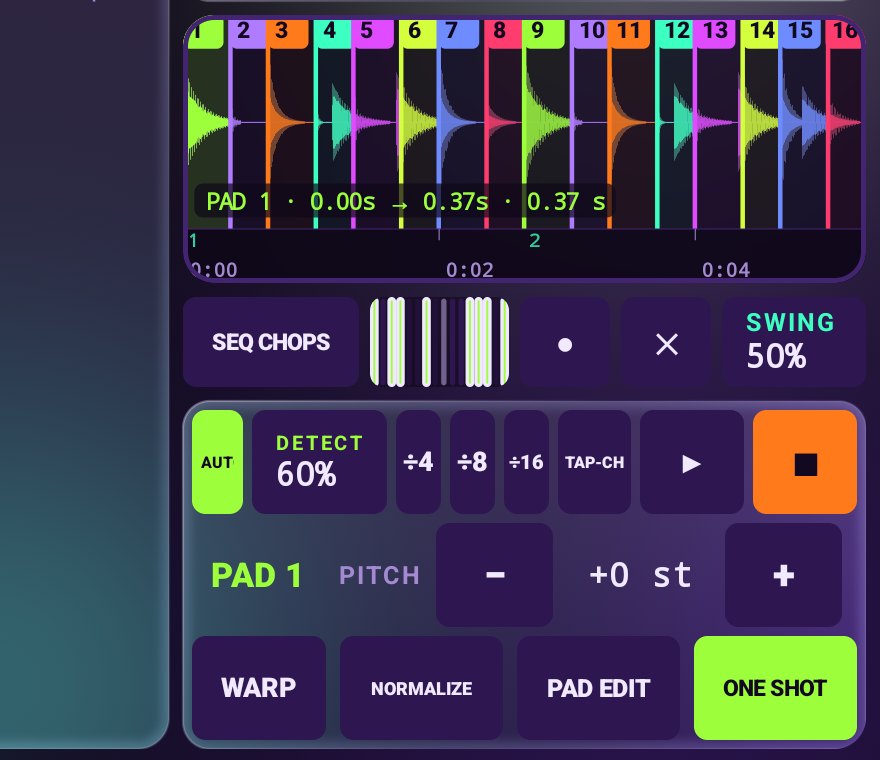 1 2 3 4 5 6 7 8 9 10 11 12 13 14 15 16
PAD 1 · 0.00s → 0.37s · 0.37 s
1 2
0:00 0:02 0:04
SEQ CHOPS ● × SWING
50%
AUT DETECT
60% ÷4 ÷8 ÷16 TAP-CH ▶ ■
PAD 1 PITCH − +0 st +
WARP NORMALIZE PAD EDIT ONE SHOT